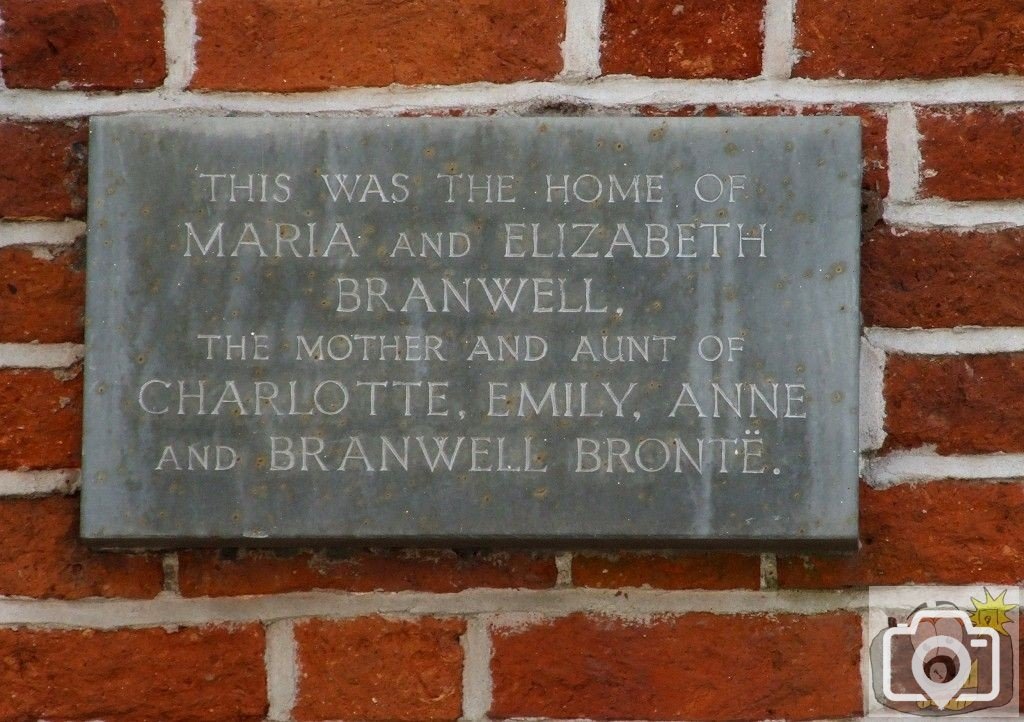 THIS WAS THE HOME OF
MARIA AND ELIZABETH
BRANWELL,
THE MOTHER AND AUNT OF
CHARLOTTE, EMILY, ANNE
AND BRANWELL BRONTË.